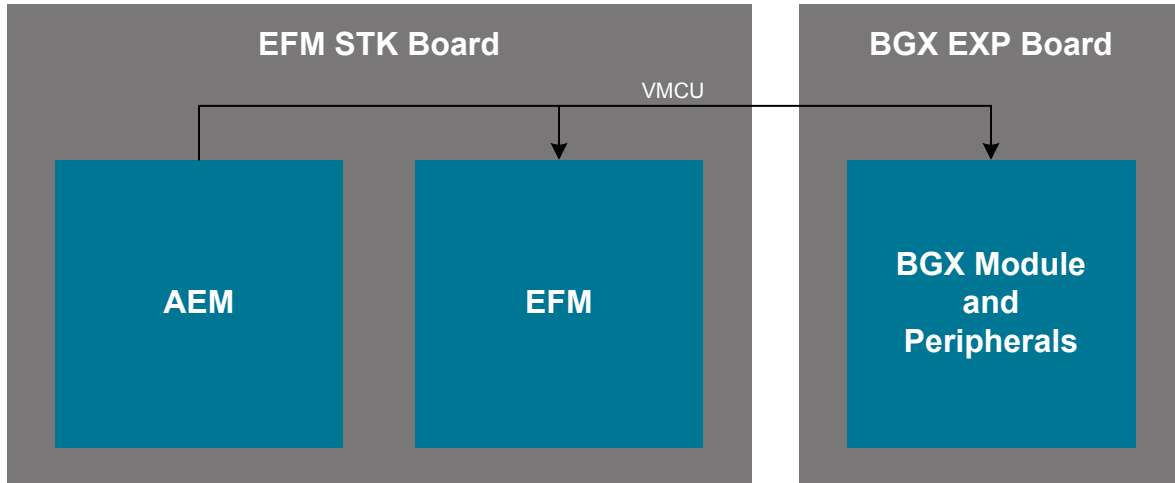 EFM STK Board
BGX EXP Board
VMCU
AEM
EFM
BGX Module
and
Peripherals